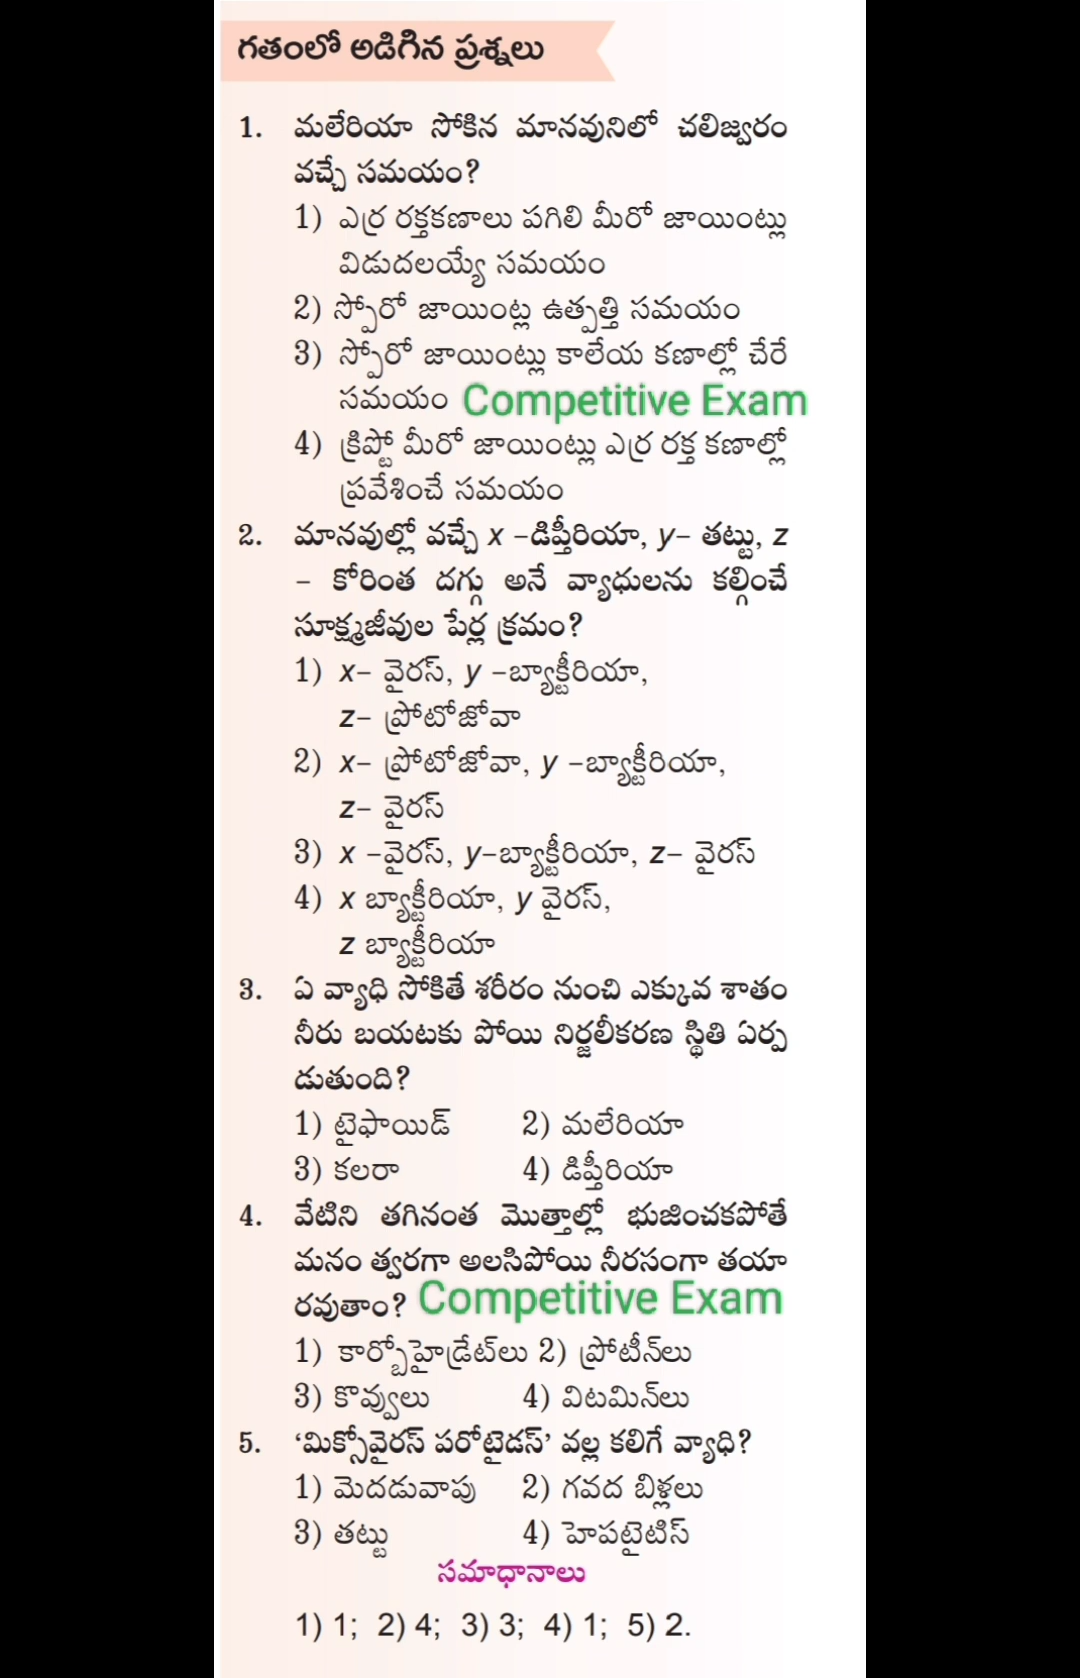 గతంలో అడిగిన ప్రశ్నలు
1. మలేరియా సోకిన మానవునిలో చలిజ్వరం
వచ్చే సమయం?
1) ఎర్ర రక్తకణాలు పగిలి మీరో జాయింట్లు
విడుదలయ్యే సమయం
2) స్పోరో జాయింట్ల ఉత్పత్తి సమయం
3) స్పోరో జాయింట్లు కాలేయ కణాల్లో చేరే
సమయం Competitive Exam
4) క్రిప్టో మీరో జాయింట్లు ఎర్ర రక్త కణాల్లో
ప్రవేశించే సమయం
2. మానవుల్లో వచ్చే x –డిప్తీరియా, y– తట్టు, z
– కోరింత దగ్గు అనే వ్యాధులను కల్గించే
సూక్ష్మజీవుల పేర్ల క్రమం?
1) x– వైరస్, y –బ్యాక్టీరియా,
z– ప్రోటోజోవా
2) x– ప్రోటోజోవా, y –బ్యాక్టీరియా,
z– వైరస్
3) x –వైరస్, y–బ్యాక్టీరియా, z– వైరస్
4) x బ్యాక్టీరియా, y వైరస్,
z బ్యాక్టీరియా
3. ఏ వ్యాధి సోకితే శరీరం నుంచి ఎక్కువ శాతం
నీరు బయటకు పోయి నిర్జలీకరణ స్థితి ఏర్ప
డుతుంది?
1) టైఫాయిడ్ 2) మలేరియా
3) కలరా 4) డిప్తీరియా
4. వేటిని తగినంత మొత్తాల్లో భుజించకపోతే
మనం త్వరగా అలసిపోయి నీరసంగా తయా
రవుతాం? Competitive Exam
1) కార్బోహైడ్రేట్‌లు 2) ప్రోటీన్‌లు
3) కొవ్వులు 4) విటమిన్‌లు
5. ‘మిక్సోవైరస్ పరోటైడస్’ వల్ల కలిగే వ్యాధి?
1) మెదడువాపు 2) గవద బిళ్లలు
3) తట్టు 4) హెపటైటిస్
సమాధానాలు
1) 1; 2) 4; 3) 3; 4) 1; 5) 2.